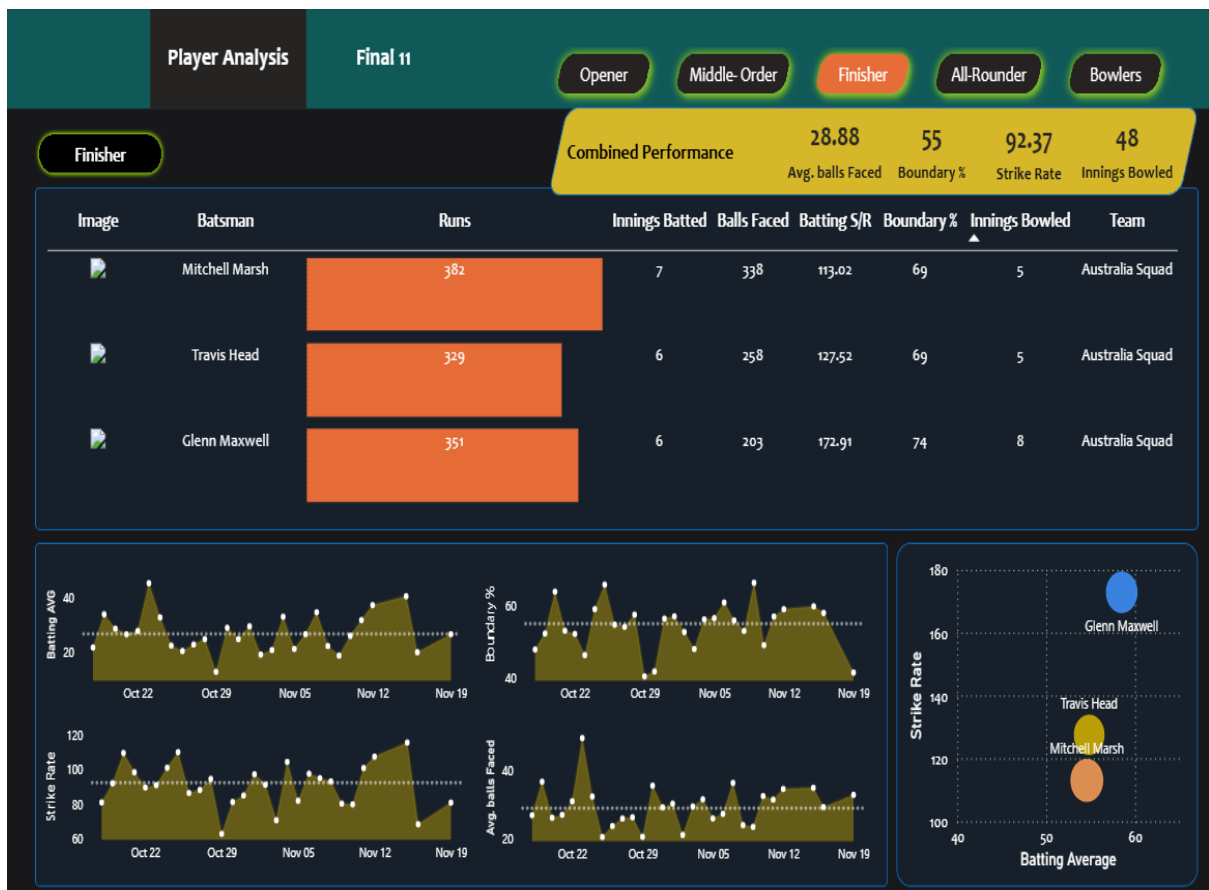 Player Analysis Final 11
Opener Middle- Order Finisher All-Rounder Bowlers
Finisher
Combined Performance
28.88 55 92.37 48
Avg. balls Faced Boundary % Strike Rate Innings Bowled
Image Batsman Runs Innings Batted Balls Faced Batting S/R Boundary % Innings Bowled Team
Mitchell Marsh 382 7 338 113.02 69 5 Australia Squad
Travis Head 329 6 258 127.52 69 5 Australia Squad
Glenn Maxwell 351 6 203 172.91 74 8 Australia Squad
Batting AVG
40
20
Oct 22 Oct 29 Nov 05 Nov 12 Nov 19
Boundary %
60
40
Oct 22 Oct 29 Nov 05 Nov 12 Nov 19
Strike Rate
120
100
80
60
Oct 22 Oct 29 Nov 05 Nov 12 Nov 19
Avg. balls Faced
40
20
Oct 22 Oct 29 Nov 05 Nov 12 Nov 19
Strike Rate
180
160
140
120
100
Glenn Maxwell
Travis Head
Mitchell Marsh
40 50 60
Batting Average